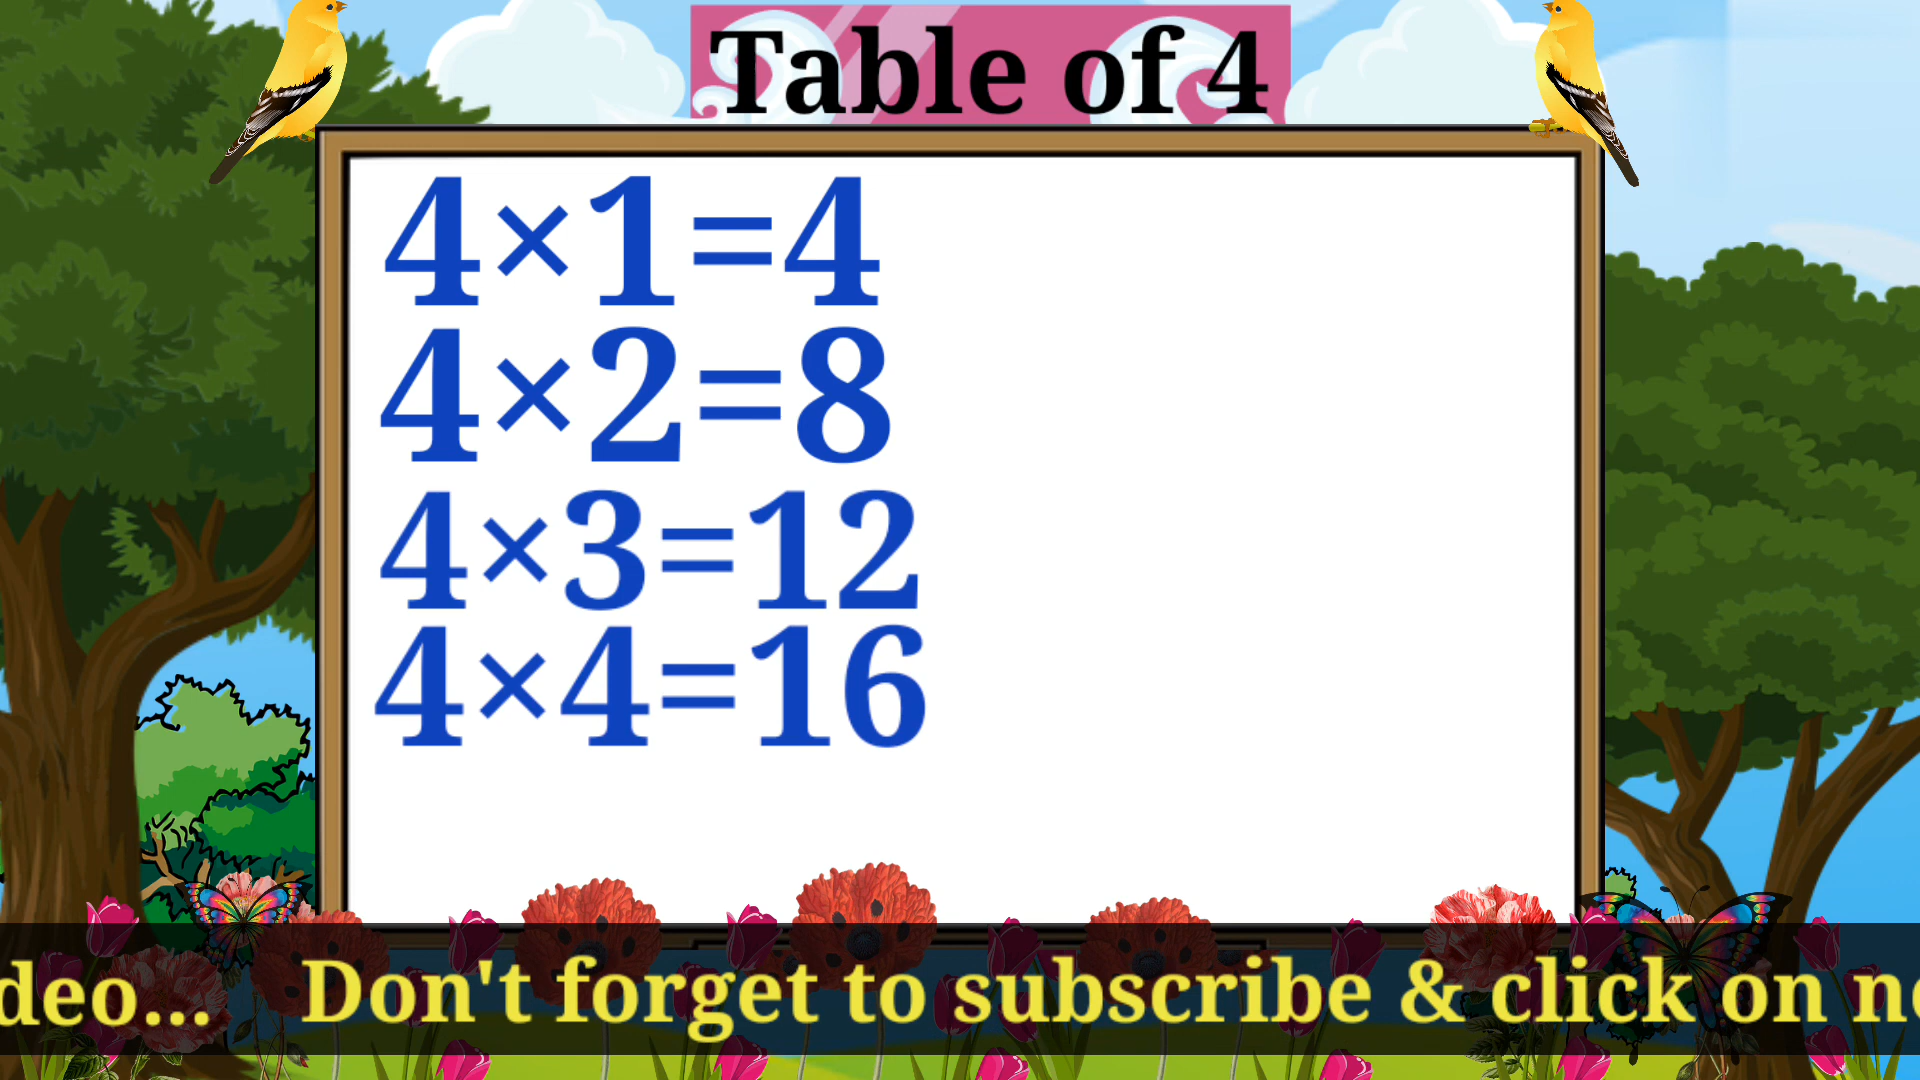 Table of 4
4×1=4
4×2=8
4×3=12
4×4=16
deo... Don't forget to subscribe & click on